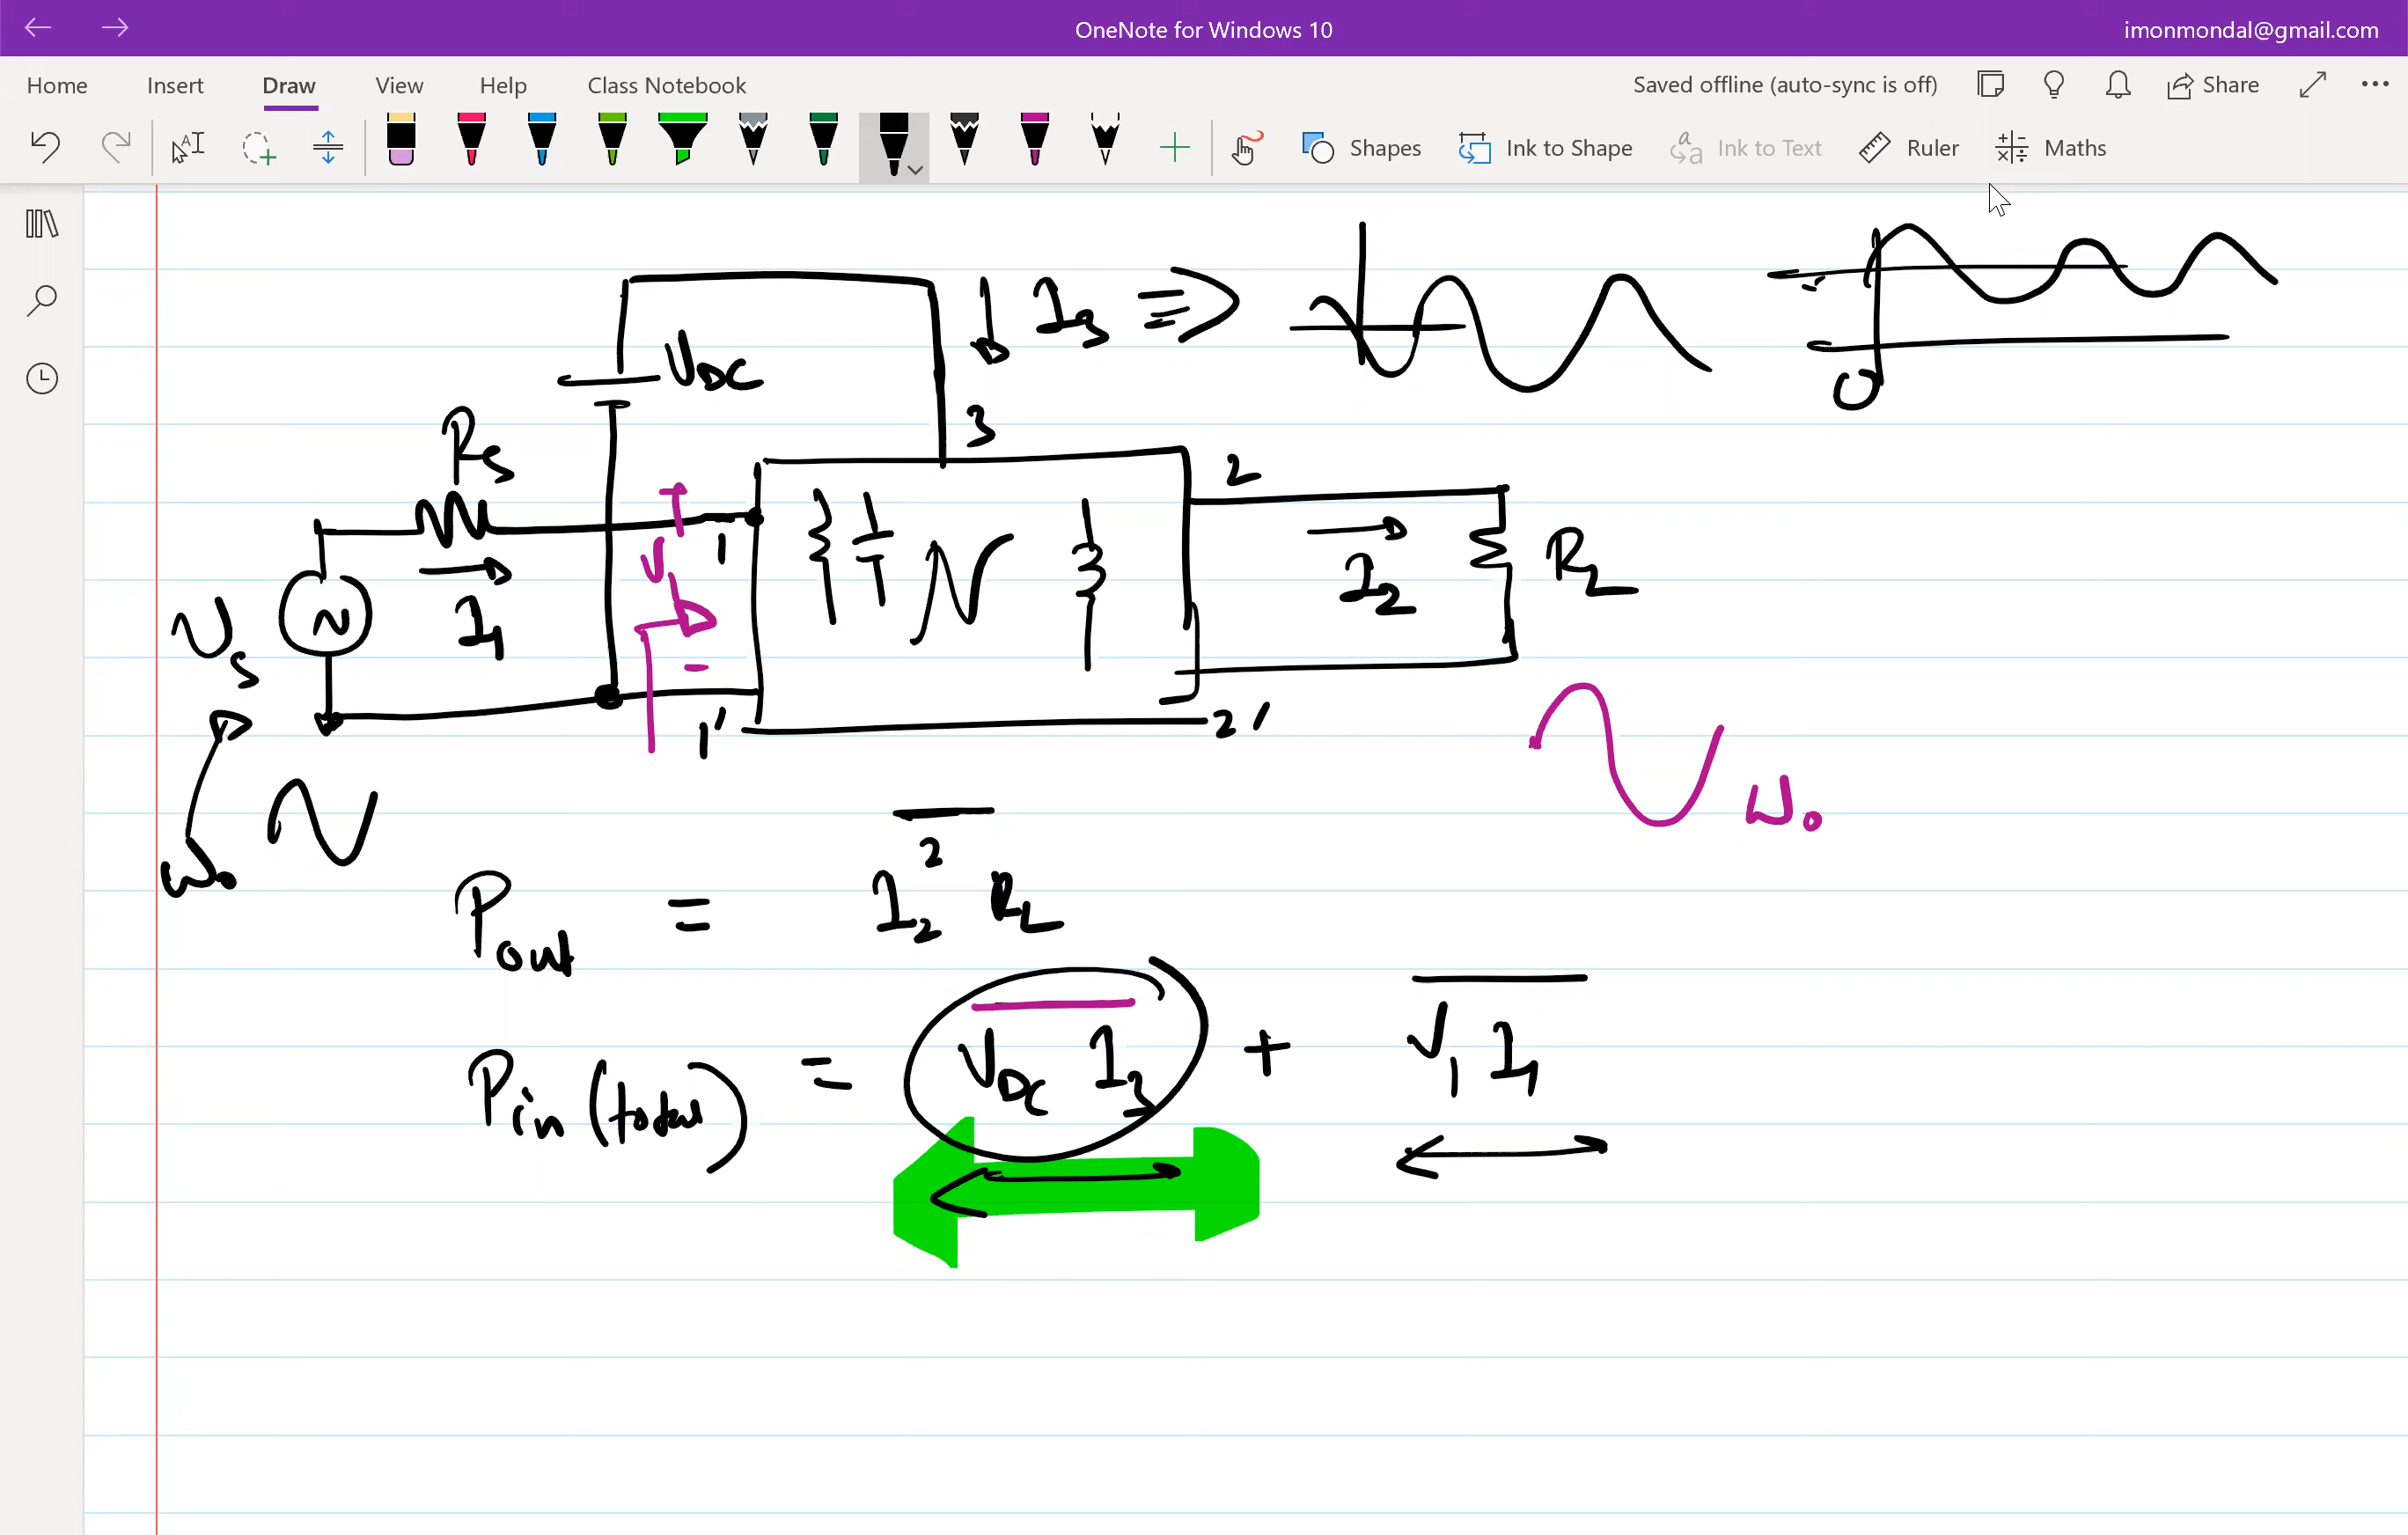 OneNote for Windows 10
imonmondal@gmail.com
Home Insert Draw View Help Class Notebook
Saved offline (auto-sync is off) Share
Shapes Ink to Shape Ink to Text Ruler Maths
I3 ⇒
VDC
0
3
Rs
2
1
N
I2
RL
Vs
I1
V1
1'
2'
ω0
ω0
Pout = I2² RL
Pin (total) = VDC I3 + V1 I1